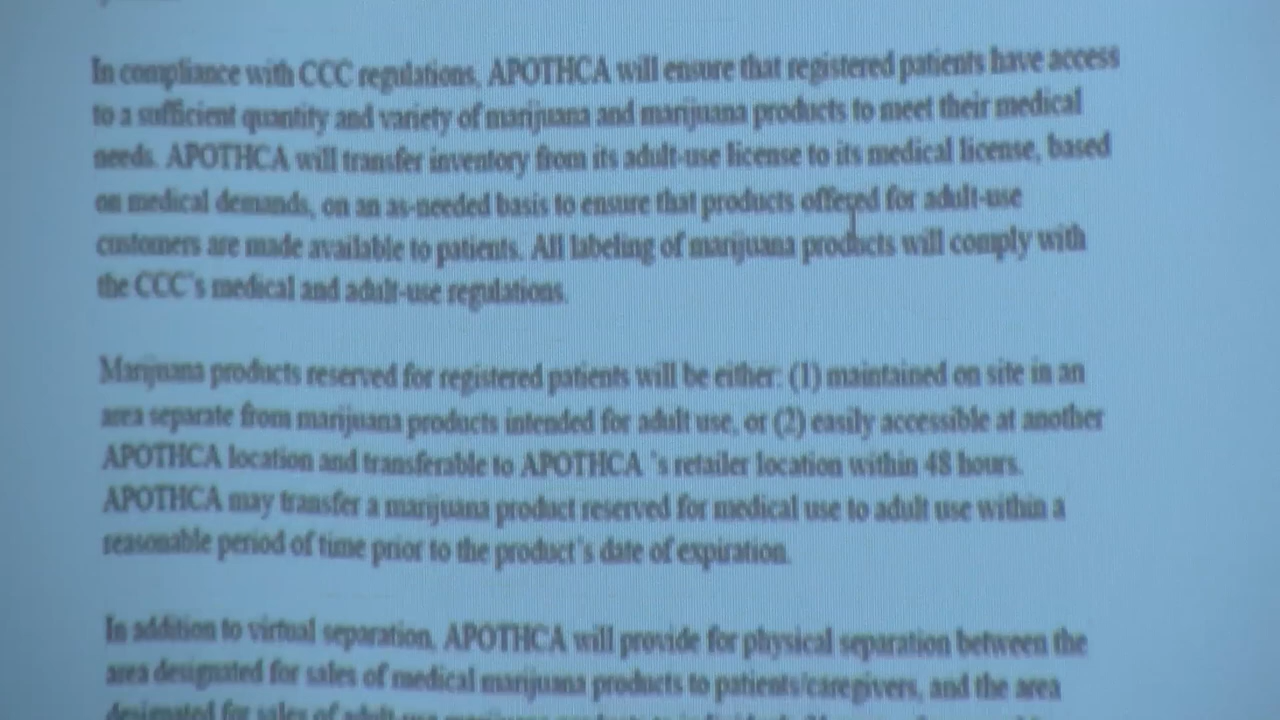 In compliance with CCC regulations, APOTHCA will ensure that registered patients have access
to a sufficient quantity and variety of marijuana and marijuana products to meet their medical
needs. APOTHCA will transfer inventory from its adult-use license to its medical license, based
on medical demands, on an as-needed basis to ensure that products offered for adult-use
customers are made available to patients. All labeling of marijuana products will comply with
the CCC's medical and adult-use regulations.
Marijuana products reserved for registered patients will be either: (1) maintained on site in an
area separate from marijuana products intended for adult use, or (2) easily accessible at another
APOTHCA location and transferable to APOTHCA 's retailer location within 48 hours.
APOTHCA may transfer a marijuana product reserved for medical use to adult use within a
reasonable period of time prior to the product's date of expiration.
In addition to virtual separation, APOTHCA will provide for physical separation between the
area designated for sales of medical marijuana products to patients/caregivers, and the area
designated for sales of adult-use marijuana products to